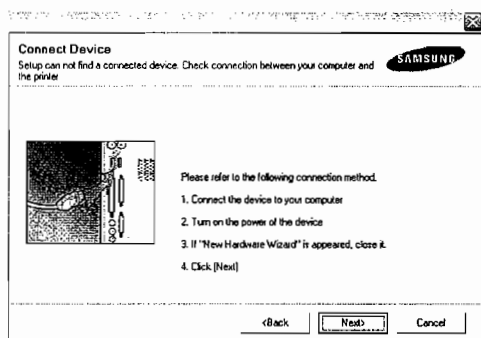 Connect Device
Setup can not find a connected device. Check connection between your computer and
the printer
SAMSUNG
Please refer to the following connection method.
1. Connect the device to your computer
2. Turn on the power of the device
3. If "New Hardware Wizard" is appeared, close it.
4. Click [Next]
<Back
Next>
Cancel